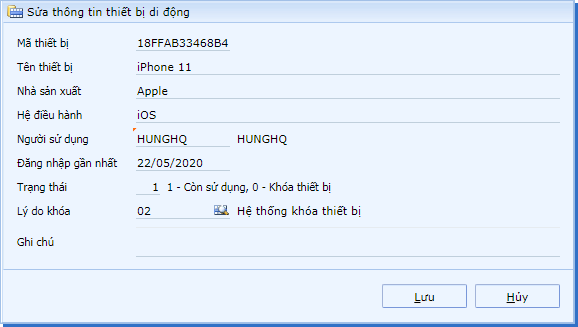 Sửa thông tin thiết bị di động
Mã thiết bị 18FFAB33468B4
Tên thiết bị iPhone 11
Nhà sản xuất Apple
Hệ điều hành iOS
Người sử dụng HUNGHQ HUNGHQ
Đăng nhập gần nhất 22/05/2020
Trạng thái 1 1 - Còn sử dụng, 0 - Khóa thiết bị
Lý do khóa 02 Hệ thống khóa thiết bị
Ghi chú
Lưu Hủy